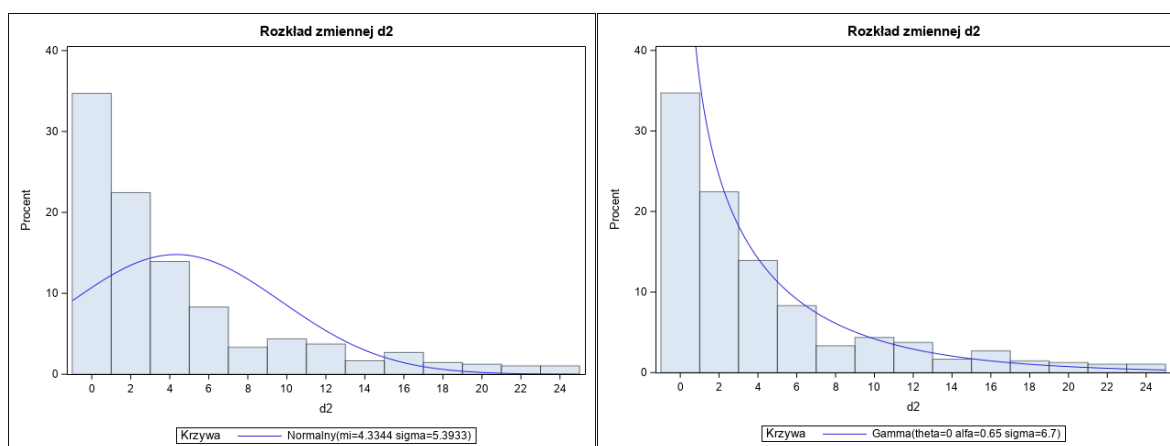 Rozkład zmiennej d2
40
30
20
10
0
Procent
0 2 4 6 8 10 12 14 16 18 20 22 24
d2
Krzywa Normalny(mi=4.3344 sigma=5.3933)
Rozkład zmiennej d2
40
30
20
10
0
Procent
0 2 4 6 8 10 12 14 16 18 20 22 24
d2
Krzywa Gamma(theta=0 alfa=0.65 sigma=6.7)